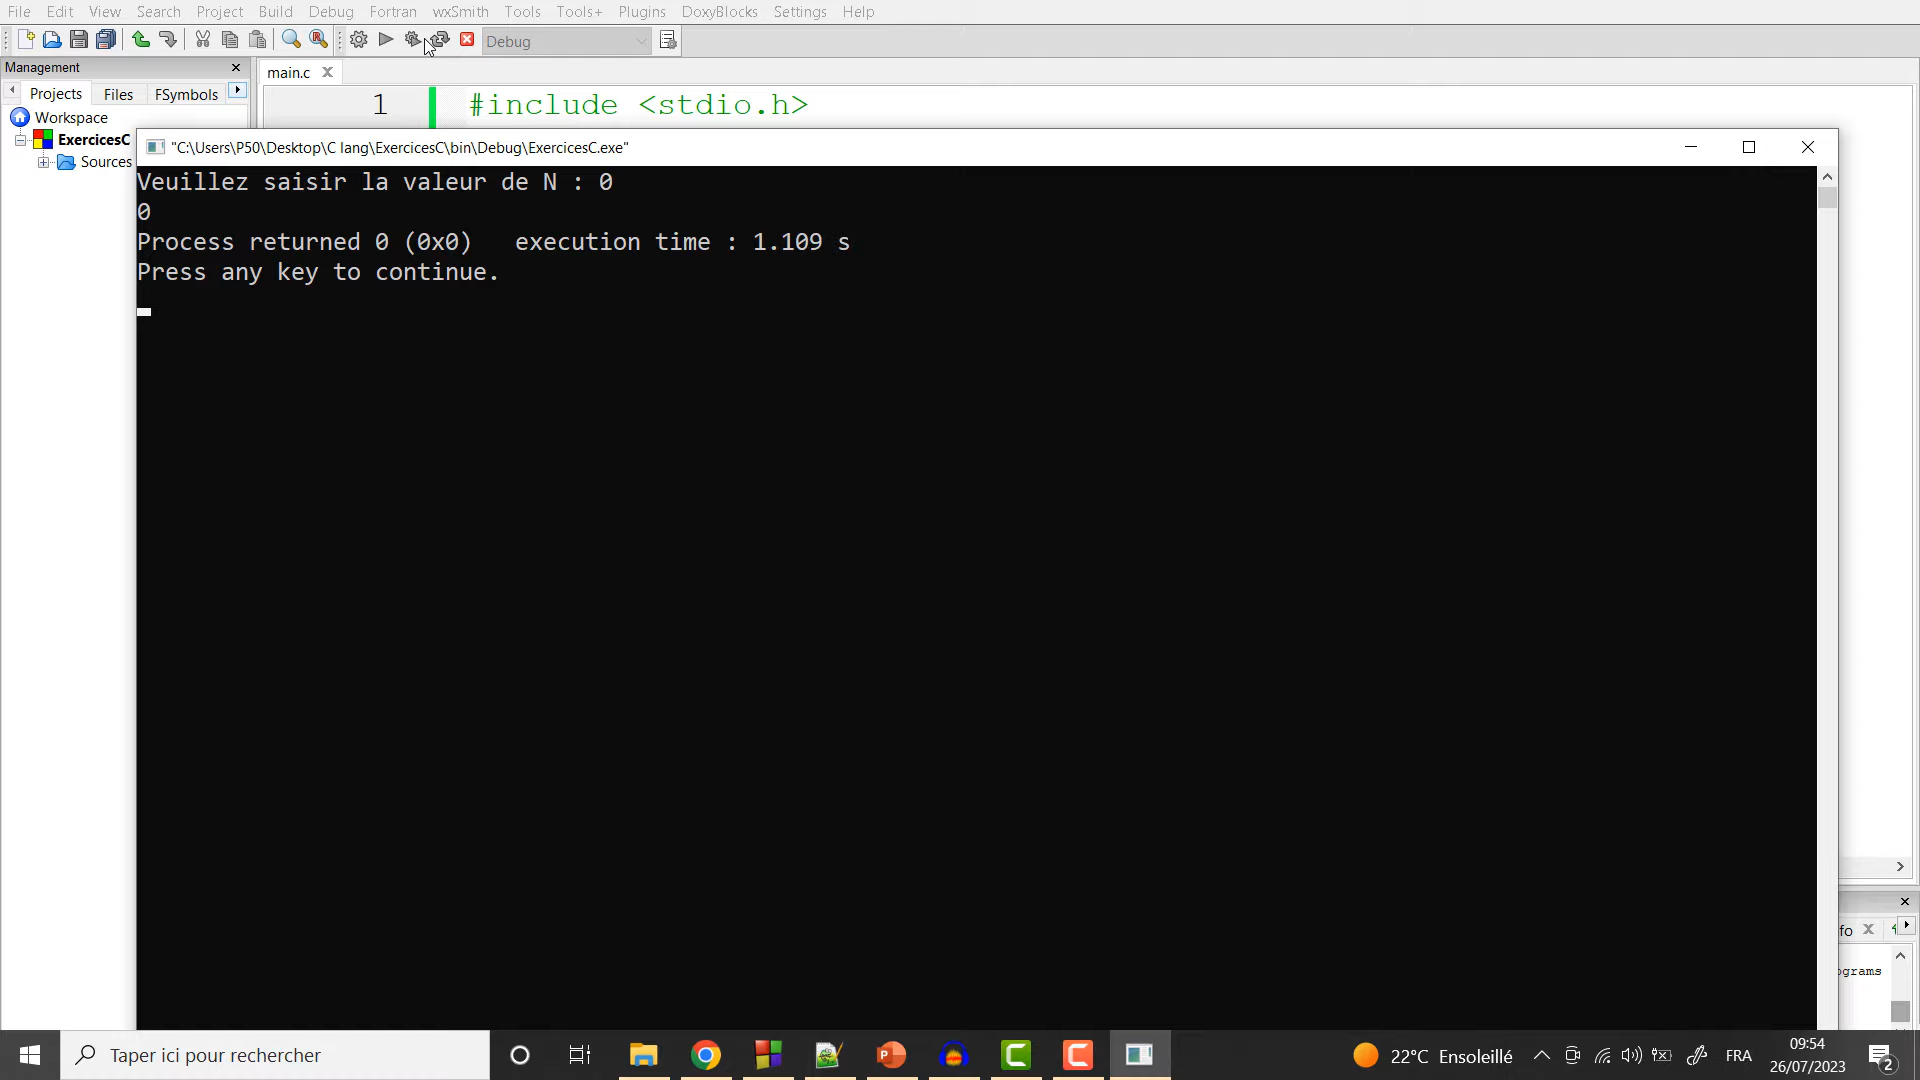 File Edit View Search Project Build Debug Fortran wxSmith Tools Tools+ Plugins DoxyBlocks Settings Help
Debug
Management
main.c
Projects Files FSymbols
1 #include <stdio.h>
Workspace
ExercicesC
Sources
"C:\Users\P50\Desktop\C lang\ExercicesC\bin\Debug\ExercicesC.exe"
Veuillez saisir la valeur de N : 0
0
Process returned 0 (0x0)   execution time : 1.109 s
Press any key to continue.
fo
ograms
Taper ici pour rechercher
22°C Ensoleillé
FRA
09:54
26/07/2023
2